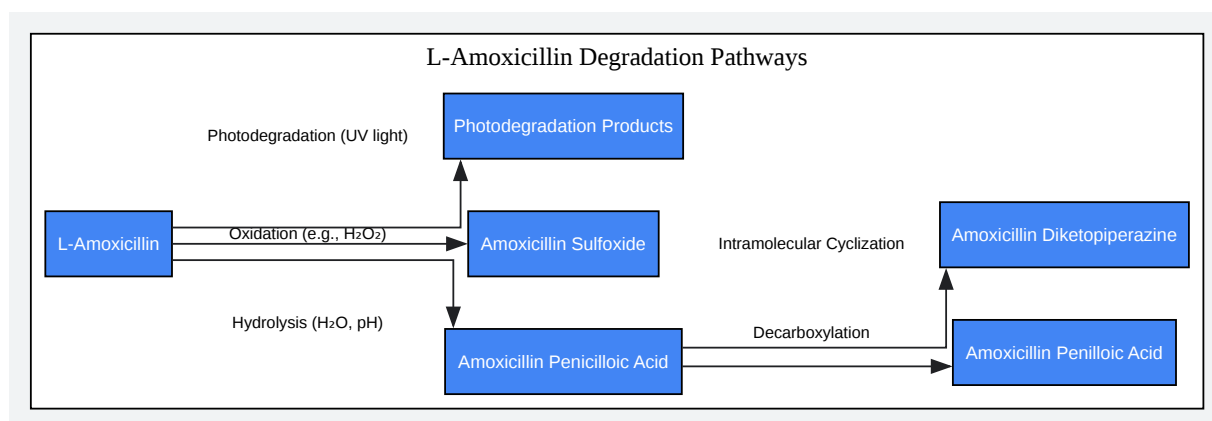 L-Amoxicillin Degradation Pathways
Photodegradation Products
Photodegradation (UV light)
L-Amoxicillin
Oxidation (e.g., H₂O₂)
Amoxicillin Sulfoxide
Intramolecular Cyclization
Amoxicillin Diketopiperazine
Hydrolysis (H₂O, pH)
Amoxicillin Penicilloic Acid
Decarboxylation
Amoxicillin Penilloic Acid